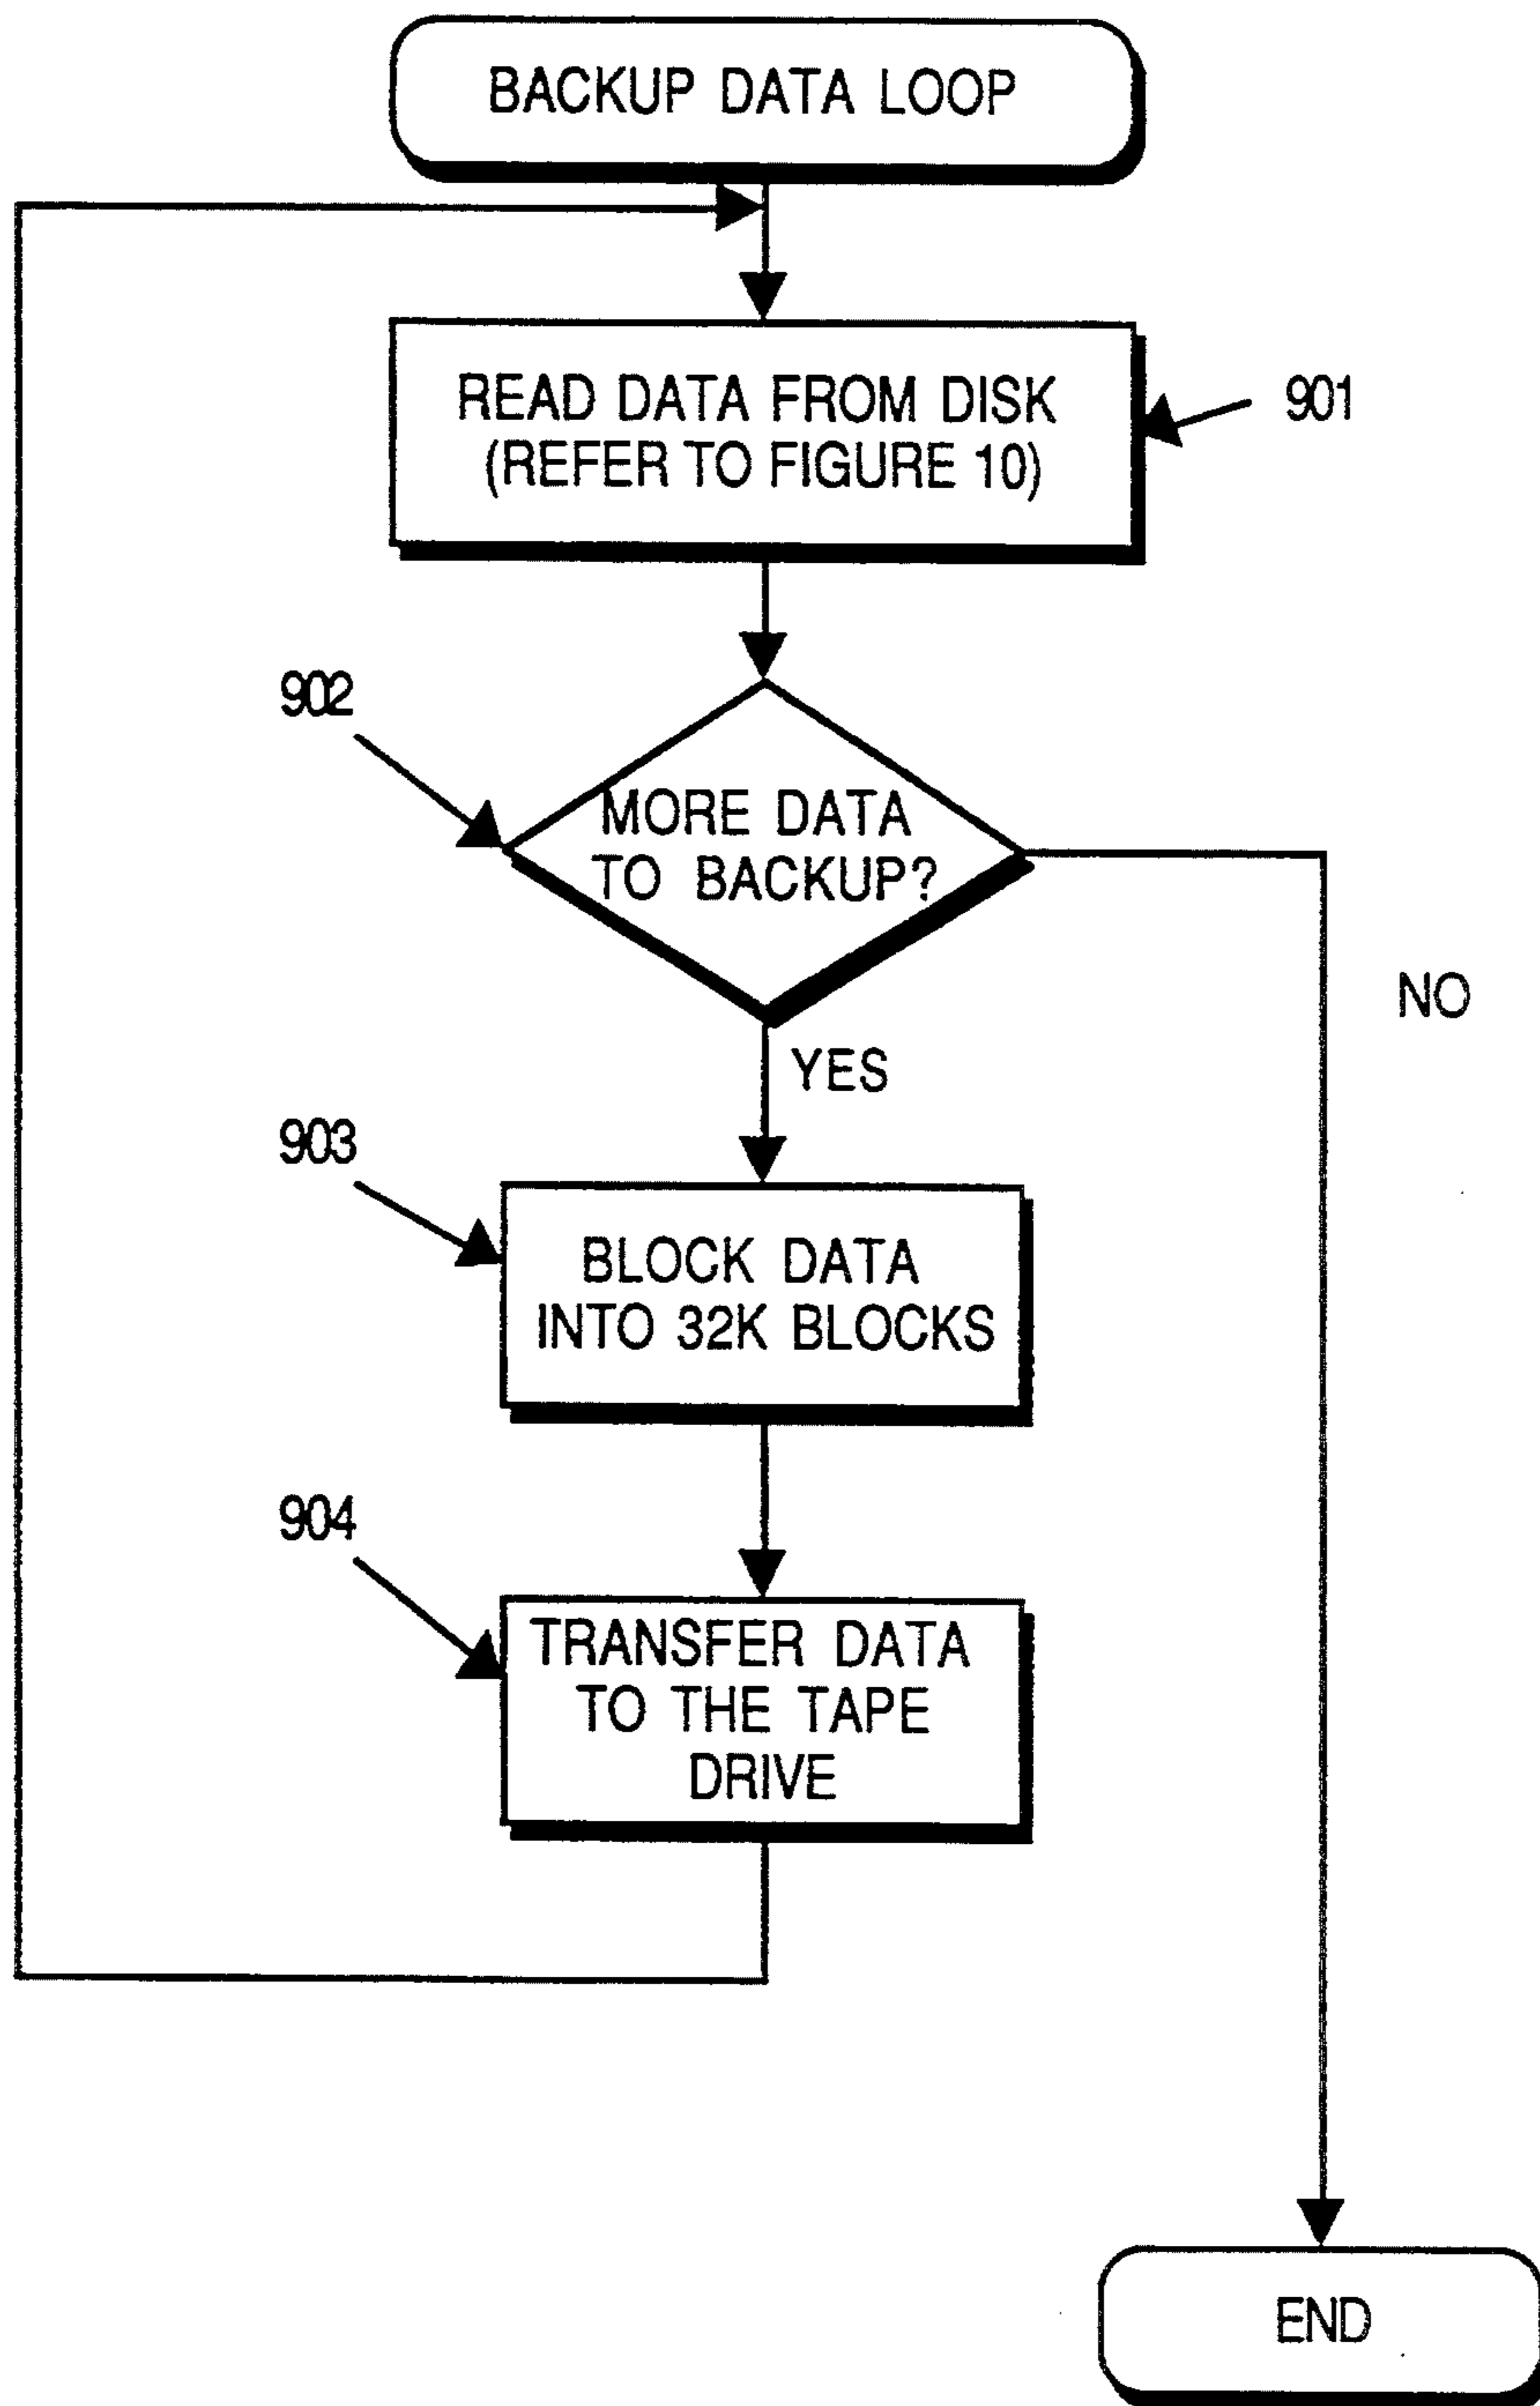 BACKUP DATA LOOP
READ DATA FROM DISK
(REFER TO FIGURE 10)
901
902
MORE DATA
TO BACKUP?
NO
YES
903
BLOCK DATA
INTO 32K BLOCKS
904
TRANSFER DATA
TO THE TAPE
DRIVE
END